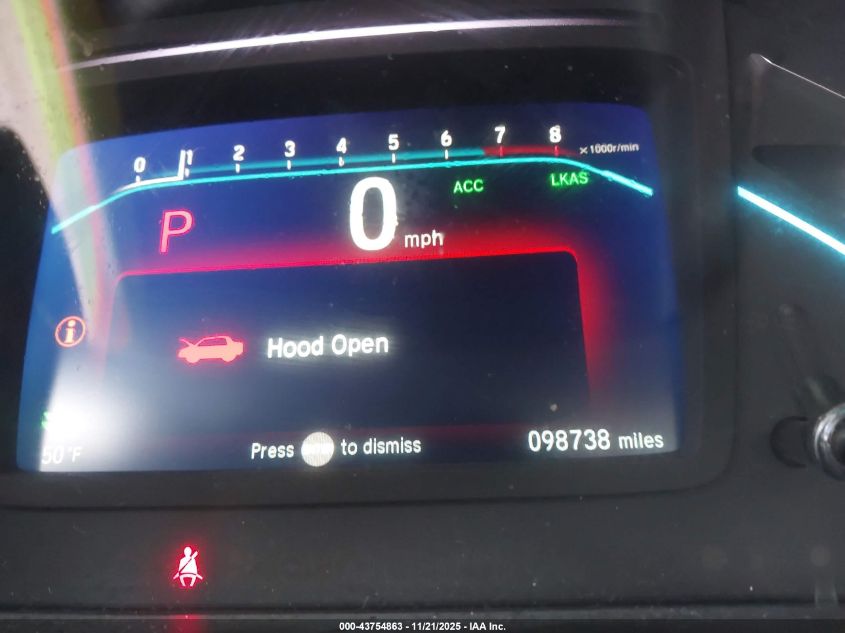 0 1 2 3 4 5 6 7 8 ×1000r/min
ACC LKAS
P 0 mph
Hood Open
Press to dismiss
098738 miles
50°F
000-43754863 - 11/21/2025 - IAA Inc.